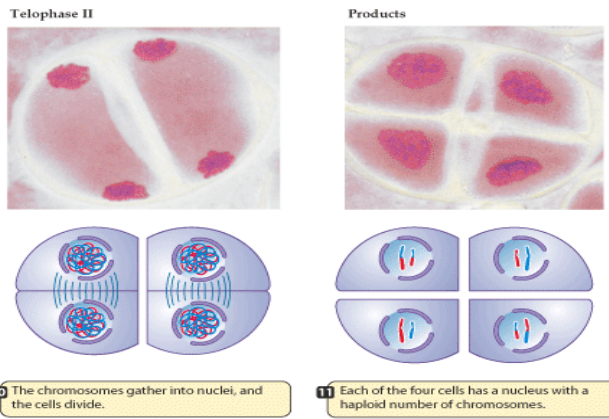 Telophase II
Products
The chromosomes gather into nuclei, and
the cells divide.
11 Each of the four cells has a nucleus with a
haploid number of chromosomes.